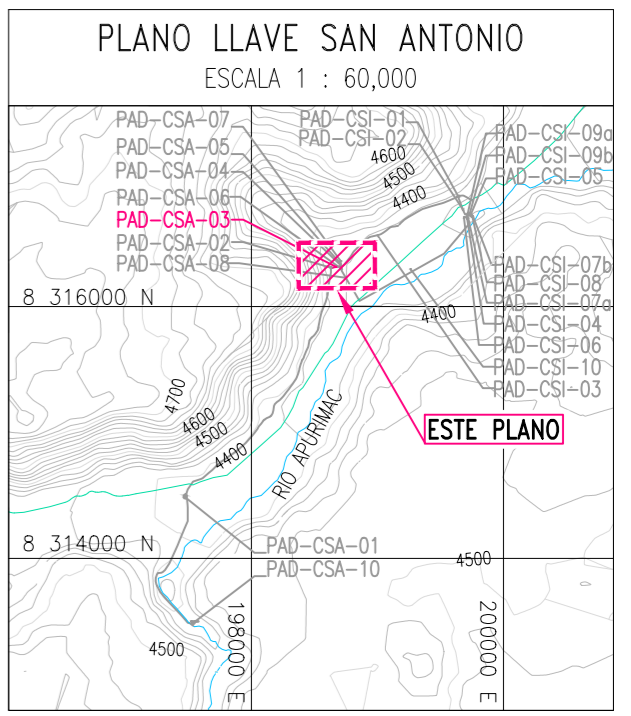 PLANO LLAVE SAN ANTONIO
ESCALA 1 : 60,000
PAD-CSA-07
PAD-CSA-05
PAD-CSA-04
PAD-CSA-06
PAD-CSA-03
PAD-CSA-02
PAD-CSA-08
PAD-CSI-01
PAD-CSI-02
4600
4500
4400
PAD-CSI-09a
PAD-CSI-09b
PAD-CSI-05
PAD-CSI-07b
PAD-CSI-08
PAD-CSI-07a
PAD-CSI-04
PAD-CSI-06
PAD-CSI-10
PAD-CSI-03
8 316000 N
4400
4700
4600
4500
4400
RIO APURIMAC
ESTE PLANO
8 314000 N
PAD-CSA-01
PAD-CSA-10
4500
4500
198000 E
200000 E